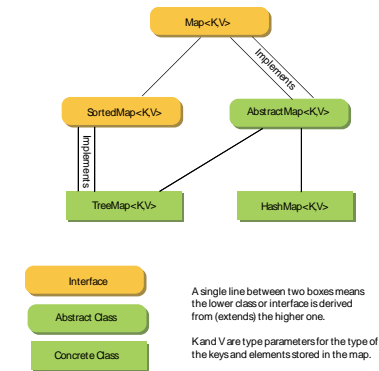 Map<K,V>
Implements
SortedMap<K,V>
AbstractMap<K,V>
Implements
TreeMap<K,V>
HashMap<K,V>
Interface
Abstract Class
Concrete Class
A single line between two boxes means
the lower class or interface is derived
from (extends) the higher one.
K and V are type parameters for the type of
the keys and elements stored in the map.